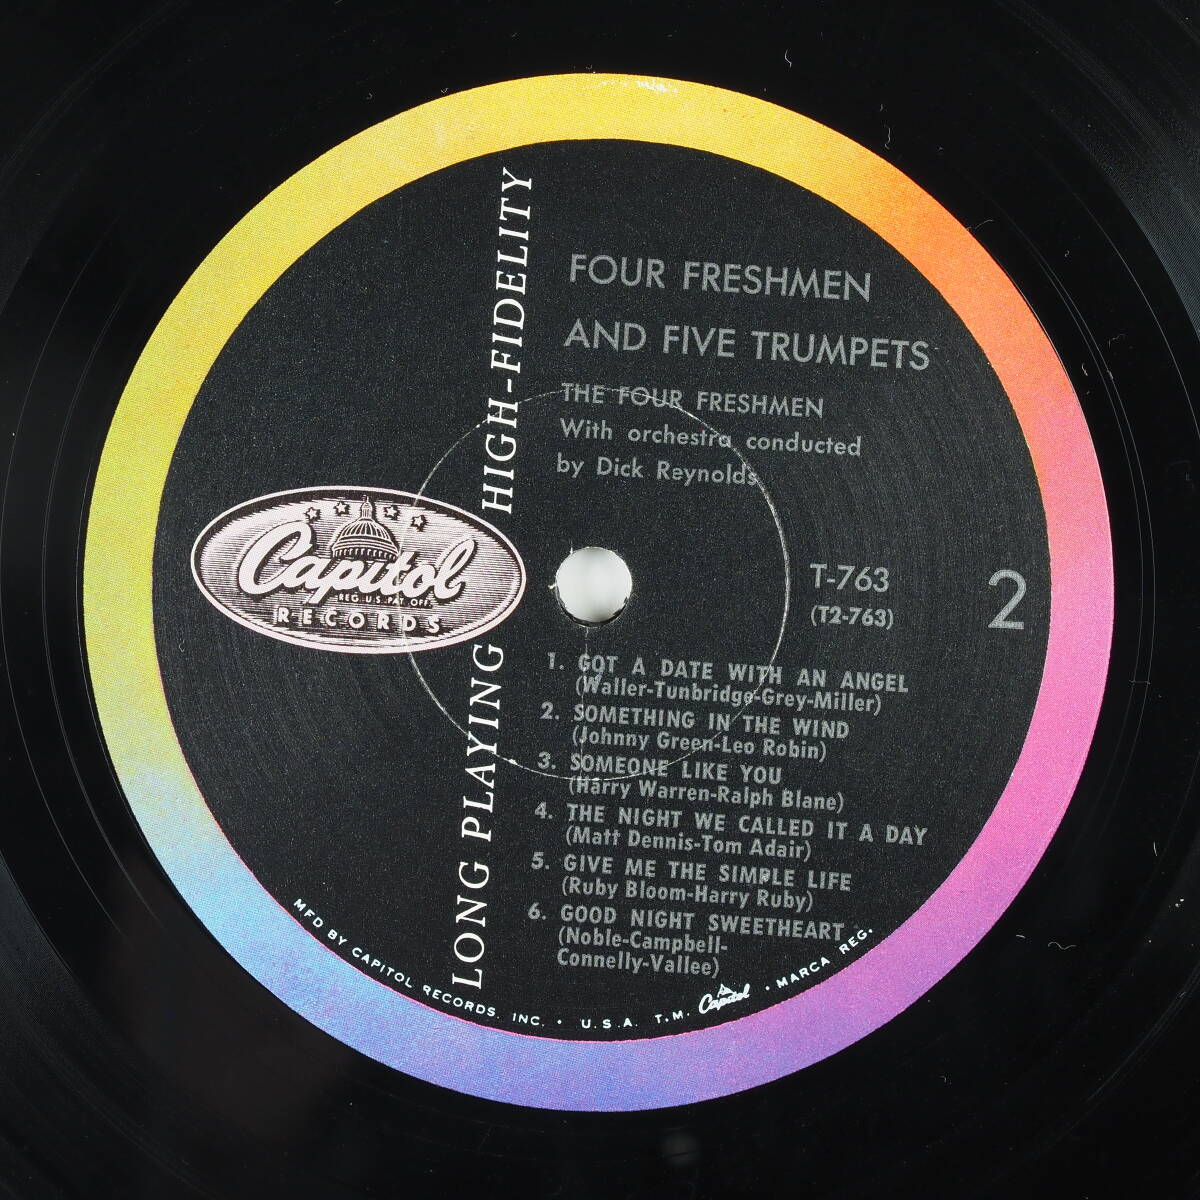 FOUR FRESHMEN
AND FIVE TRUMPETS
THE FOUR FRESHMEN
With orchestra conducted
by Dick Reynolds
LONG PLAYING HIGH-FIDELITY
Capitol
REG. U.S. PAT. OFF.
RECORDS
T-763
(T2-763)
2
1. GOT A DATE WITH AN ANGEL
(Waller-Tunbridge-Grey-Miller)
2. SOMETHING IN THE WIND
(Johnny Green-Leo Robin)
3. SOMEONE LIKE YOU
(Harry Warren-Ralph Blane)
4. THE NIGHT WE CALLED IT A DAY
(Matt Dennis-Tom Adair)
5. GIVE ME THE SIMPLE LIFE
(Ruby Bloom-Harry Ruby)
6. GOOD NIGHT SWEETHEART
(Noble-Campbell-
Connelly-Vallee)
MFD BY CAPITOL RECORDS, INC. • U.S.A. T.M. Capitol • MARCA REG.